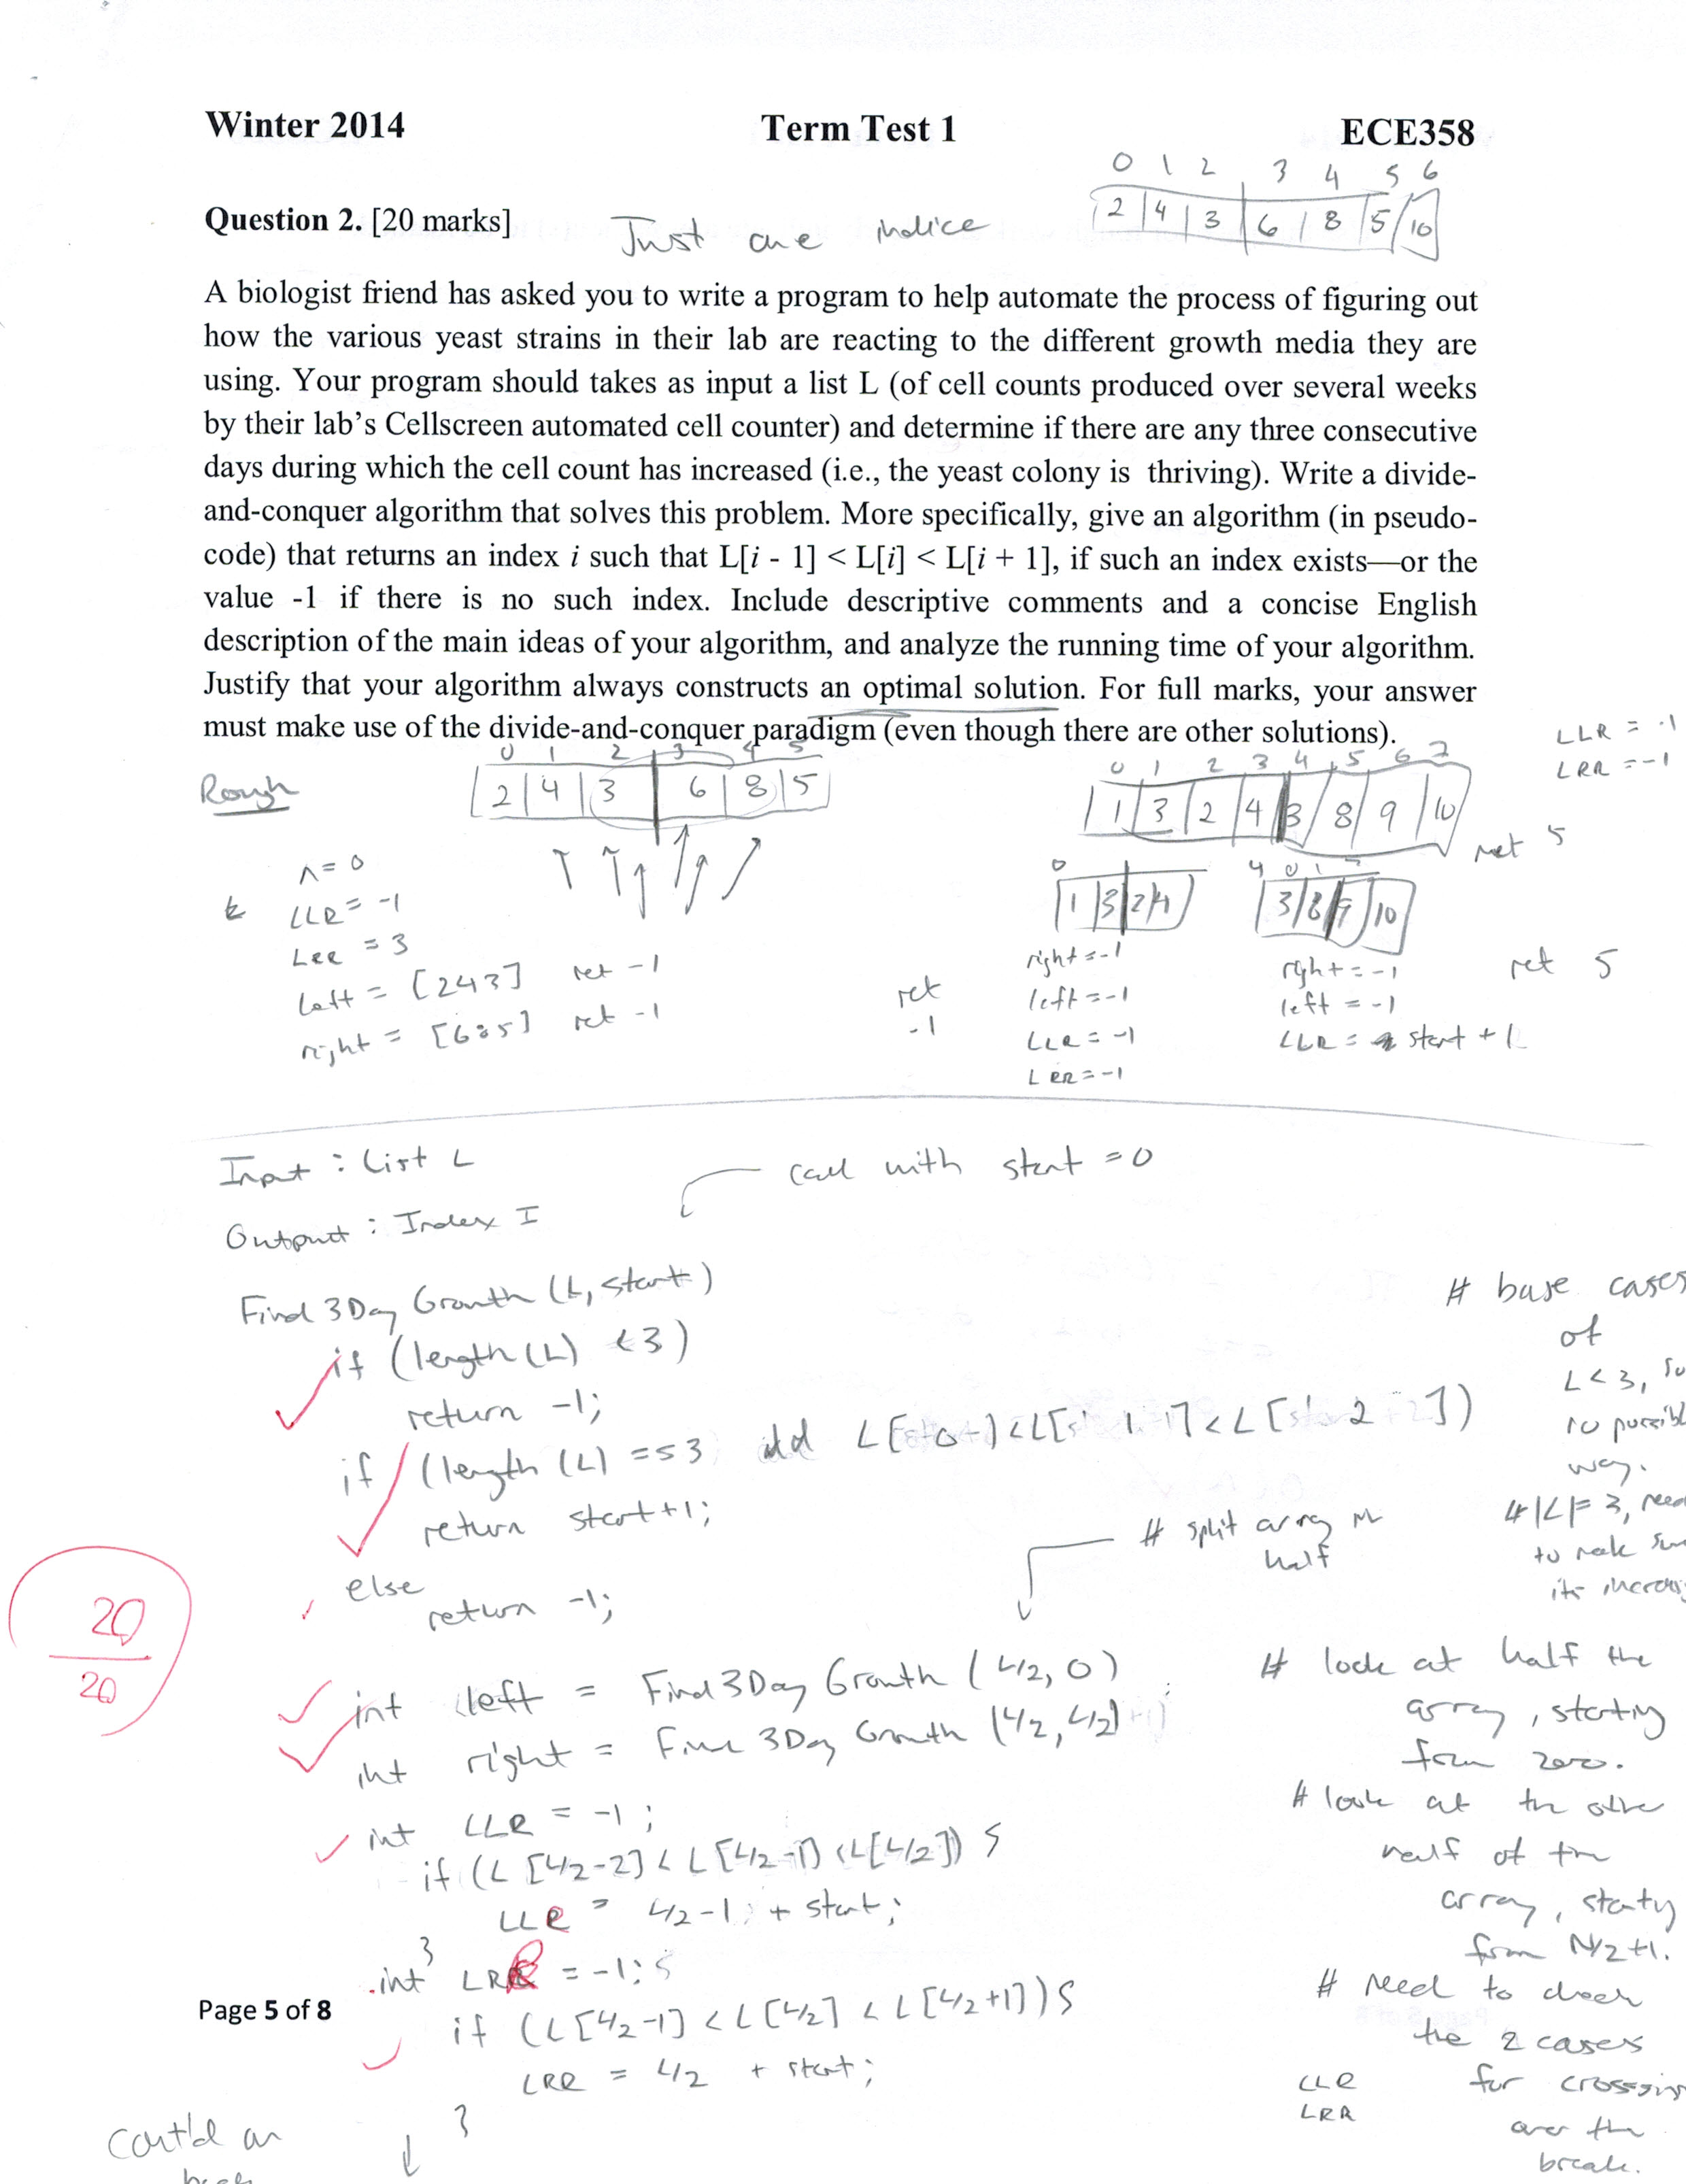 Winter 2014 Term Test 1 ECE358
0 1 2 3 4 5 6
Question 2. [20 marks] Just one indice 2 4 3 6 8 5 10
A biologist friend has asked you to write a program to help automate the process of figuring out
how the various yeast strains in their lab are reacting to the different growth media they are
using. Your program should takes as input a list L (of cell counts produced over several weeks
by their lab's Cellscreen automated cell counter) and determine if there are any three consecutive
days during which the cell count has increased (i.e., the yeast colony is thriving). Write a divide-
and-conquer algorithm that solves this problem. More specifically, give an algorithm (in pseudo-
code) that returns an index i such that L[i - 1] < L[i] < L[i + 1], if such an index exists—or the
value -1 if there is no such index. Include descriptive comments and a concise English
description of the main ideas of your algorithm, and analyze the running time of your algorithm.
Justify that your algorithm always constructs an optimal solution. For full marks, your answer
must make use of the divide-and-conquer paradigm (even though there are other solutions).
LLR = -1
LRR = -1
Rough
0 1 2 3 4 5
2 4 3 6 8 5
0 1 2 3 4 5 6 7
1 3 2 4 3 8 9 10
ret 5
n = 0
LLR = -1
LRR = 3
left = [243] ret -1
right = [685] ret -1
0
1 3 2 4
ret
-1
right = -1
left = -1
LLR = -1
LRR = -1
4 0 1
3 8 9 10
right = -1
left = -1
LLR = start + 1
ret 5
Input : List L
call with start = 0
Output : Index I
Find 3 Day Growth (L, start)
if (length (L) < 3)
return -1;
if (length (L) == 3 L[0] < L[1] < L[2])
return start+1;
else
return -1;
# base cases
of
L < 3, so
no possibl
way.
# |L| = 3, need
to make sure
its increas
# split array in
half
20
20
int left = Find 3 Day Growth (L/2, 0)
int right = Find 3 Day Growth (L/2, L/2)
int LLR = -1;
if (L [L/2-2] < L [L/2-1] < L[L/2]) {
LLR = L/2-1 + start;
}
int LRR = -1;
if (L [L/2-1] < L [L/2] < L [L/2+1]) {
LRR = L/2 + start;
}
# look at half the
array, starting
from zero.
# look at the other
half of the
array, starting
from N/2+1.
# need to check
the 2 cases
LLR for crossing
LRR over the
break.
Page 5 of 8
Cont'd on
back